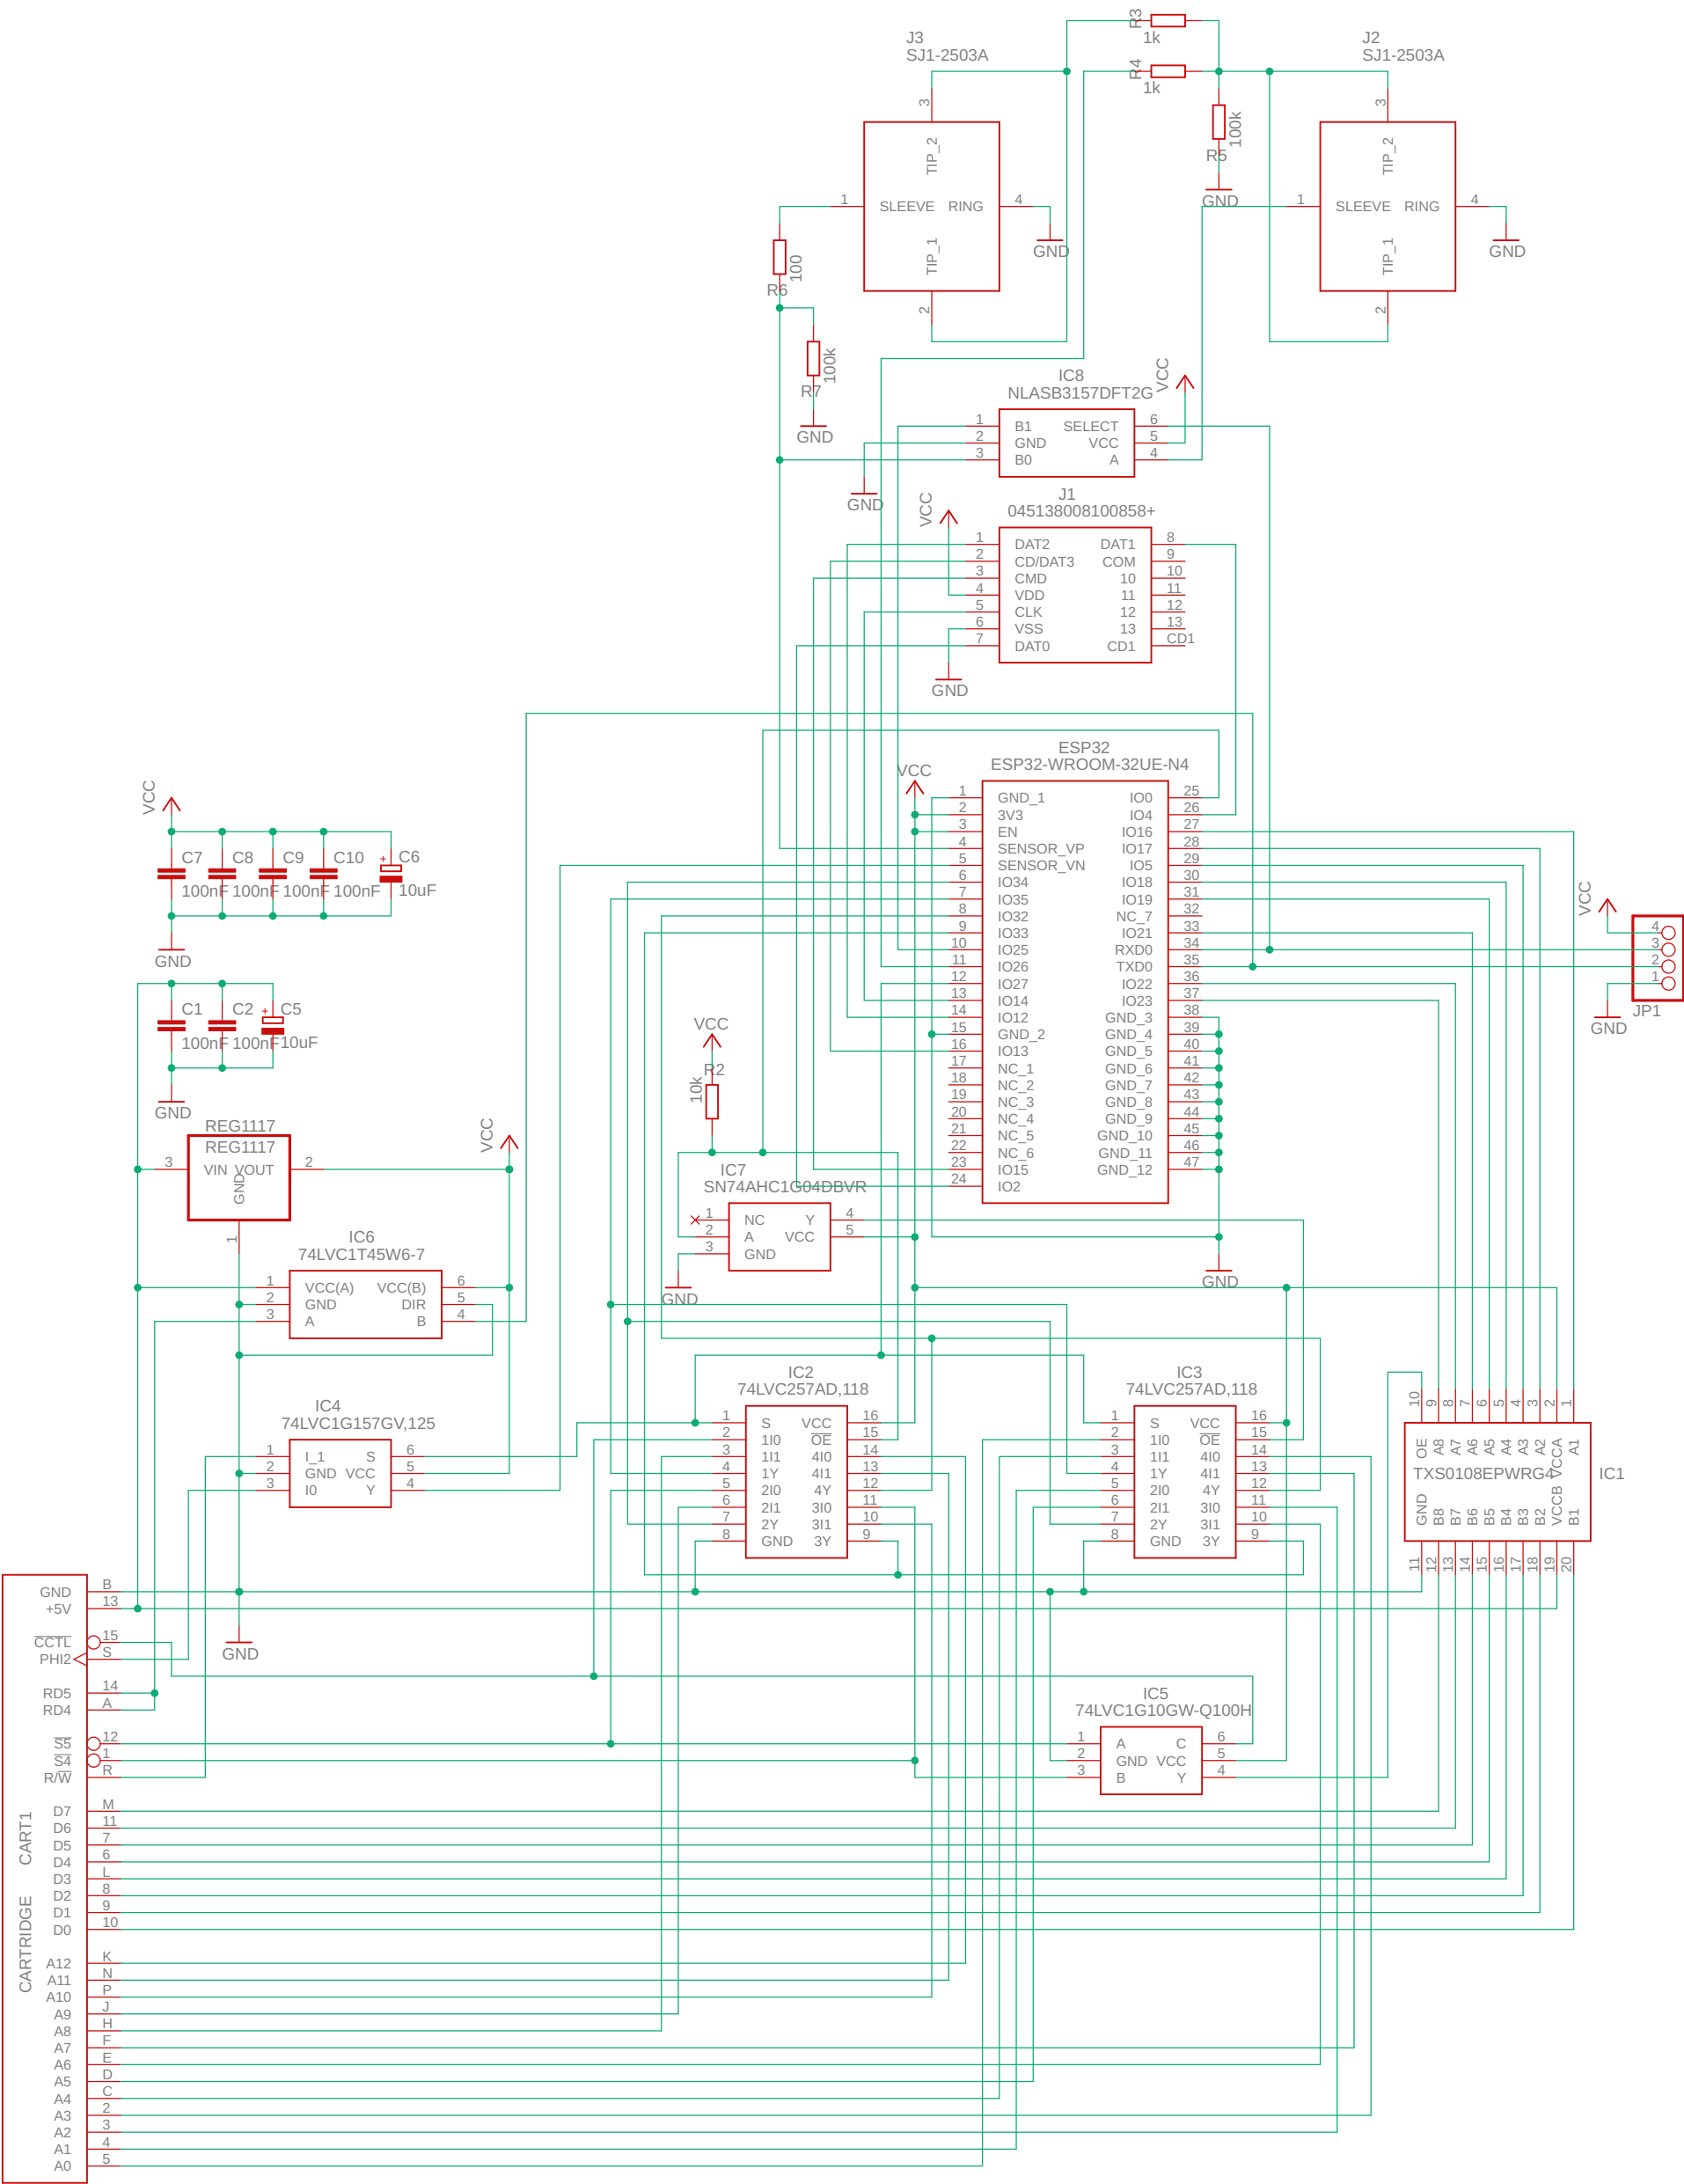 R3
1k
J3
SJ1-2503A
J2
SJ1-2503A
R4
1k
3
TIP_2
100k
R5
GND
3
TIP_2
1
SLEEVE RING
4
GND
1
SLEEVE RING
4
GND
TIP_1
2
TIP_1
2
100
R6
100k
R7
GND
IC8
NLASB3157DFT2G
VCC
1 B1 SELECT 6
2 GND VCC 5
3 B0 A 4
GND
J1
045138008100858+
VCC
1 DAT2 DAT1 8
2 CD/DAT3 COM 9
3 CMD 10 10
4 VDD 11 11
5 CLK 12 12
6 VSS 13 13
7 DAT0 CD1 CD1
GND
ESP32
ESP32-WROOM-32UE-N4
VCC
1 GND_1 IO0 25
2 3V3 IO4 26
3 EN IO16 27
4 SENSOR_VP IO17 28
5 SENSOR_VN IO5 29
6 IO34 IO18 30
7 IO35 IO19 31
8 IO32 NC_7 32
9 IO33 IO21 33
10 IO25 RXD0 34
11 IO26 TXD0 35
12 IO27 IO22 36
13 IO14 IO23 37
14 IO12 GND_3 38
15 GND_2 GND_4 39
16 IO13 GND_5 40
17 NC_1 GND_6 41
18 NC_2 GND_7 42
19 NC_3 GND_8 43
20 NC_4 GND_9 44
21 NC_5 GND_10 45
22 NC_6 GND_11 46
23 IO15 GND_12 47
24 IO2
GND
VCC
4
3
2
1
GND
JP1
VCC
C7 C8 C9 C10 + C6
100nF 100nF 100nF 100nF 10uF
GND
C1 C2 + C5
100nF 100nF 10uF
GND
VCC
R2
10k
REG1117
REG1117
3 VIN VOUT 2
GND
1
VCC
IC7
SN74AHC1G04DBVR
1 NC Y 4
2 A VCC 5
3 GND
GND
IC6
74LVC1T45W6-7
1 VCC(A) VCC(B) 6
2 GND DIR 5
3 A B 4
IC4
74LVC1G157GV,125
1 I_1 S 6
2 GND VCC 5
3 I0 Y 4
IC2
74LVC257AD,118
1 S VCC 16
2 1I0 OE 15
3 1I1 4I0 14
4 1Y 4I1 13
5 2I0 4Y 12
6 2I1 3I0 11
7 2Y 3I1 10
8 GND 3Y 9
IC3
74LVC257AD,118
1 S VCC 16
2 1I0 OE 15
3 1I1 4I0 14
4 1Y 4I1 13
5 2I0 4Y 12
6 2I1 3I0 11
7 2Y 3I1 10
8 GND 3Y 9
10 9 8 7 6 5 4 3 2 1
OE A8 A7 A6 A5 A4 A3 A2 VCCA A1
TXS0108EPWRG4
IC1
GND B8 B7 B6 B5 B4 B3 B2 VCCB B1
11 12 13 14 15 16 17 18 19 20
GND B
+5V 13
CCTL 15
PHI2 S
GND
RD5 14
RD4 A
S5 12
S4 1
R/W R
IC5
74LVC1G10GW-Q100H
1 A C 6
2 GND VCC 5
3 B Y 4
D7 M
D6 11
D5 7
D4 6
D3 L
D2 8
D1 9
D0 10
CART1
CARTRIDGE
A12 K
A11 N
A10 P
A9 J
A8 H
A7 F
A6 E
A5 D
A4 C
A3 2
A2 3
A1 4
A0 5